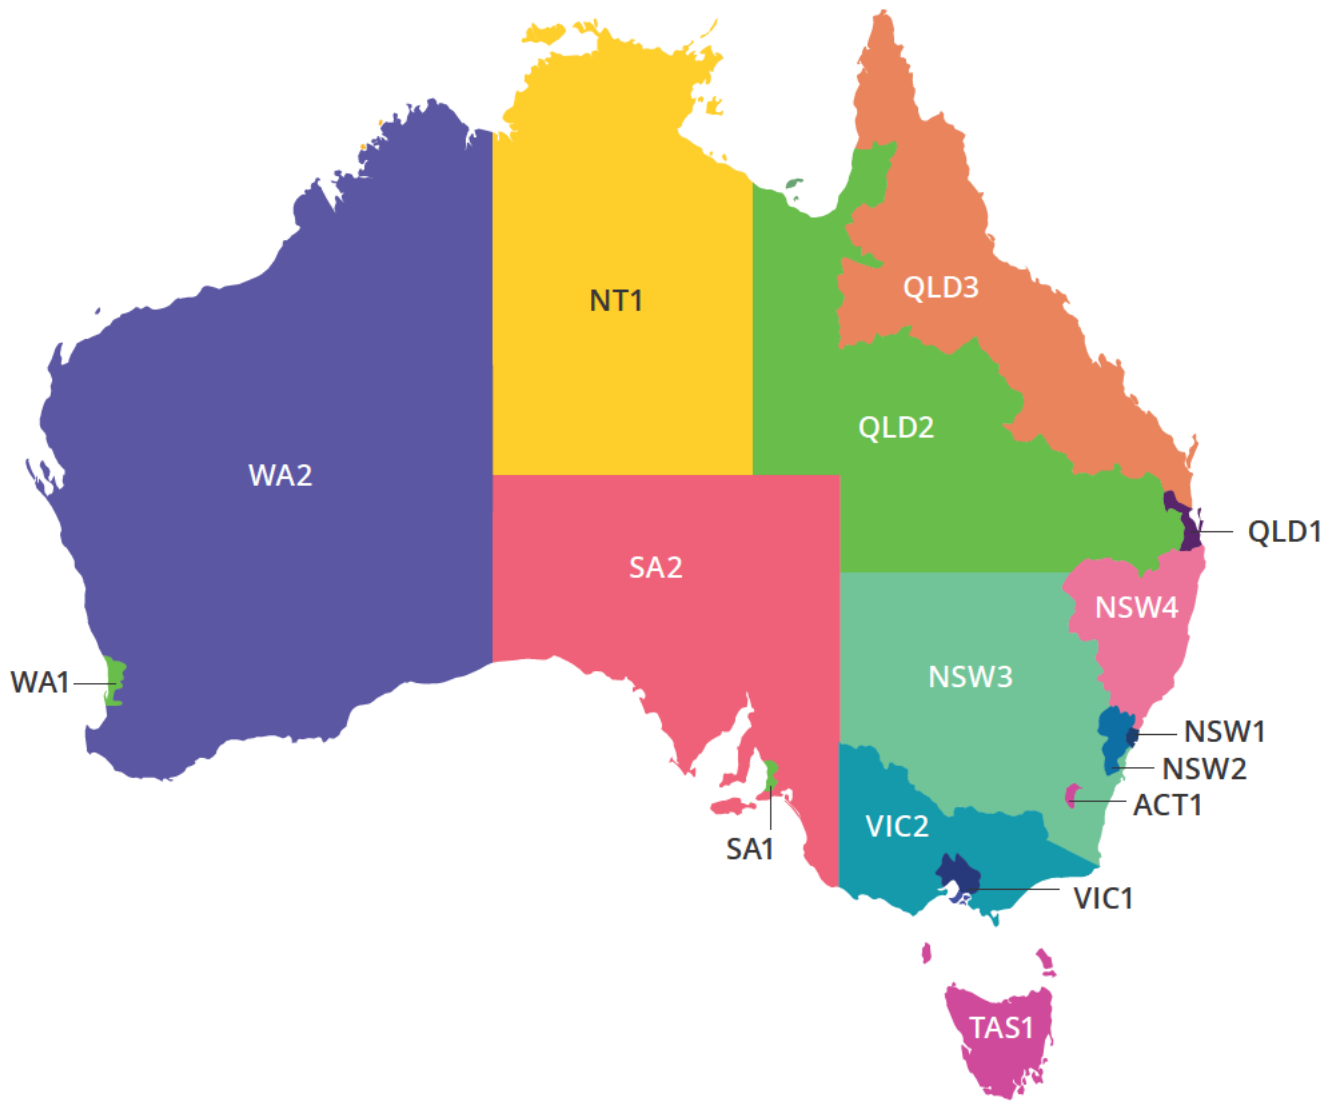 QLD3
NT1
QLD2
WA2
QLD1
SA2
NSW4
NSW3
WA1
NSW1
NSW2
ACT1
VIC2
SA1
VIC1
TAS1